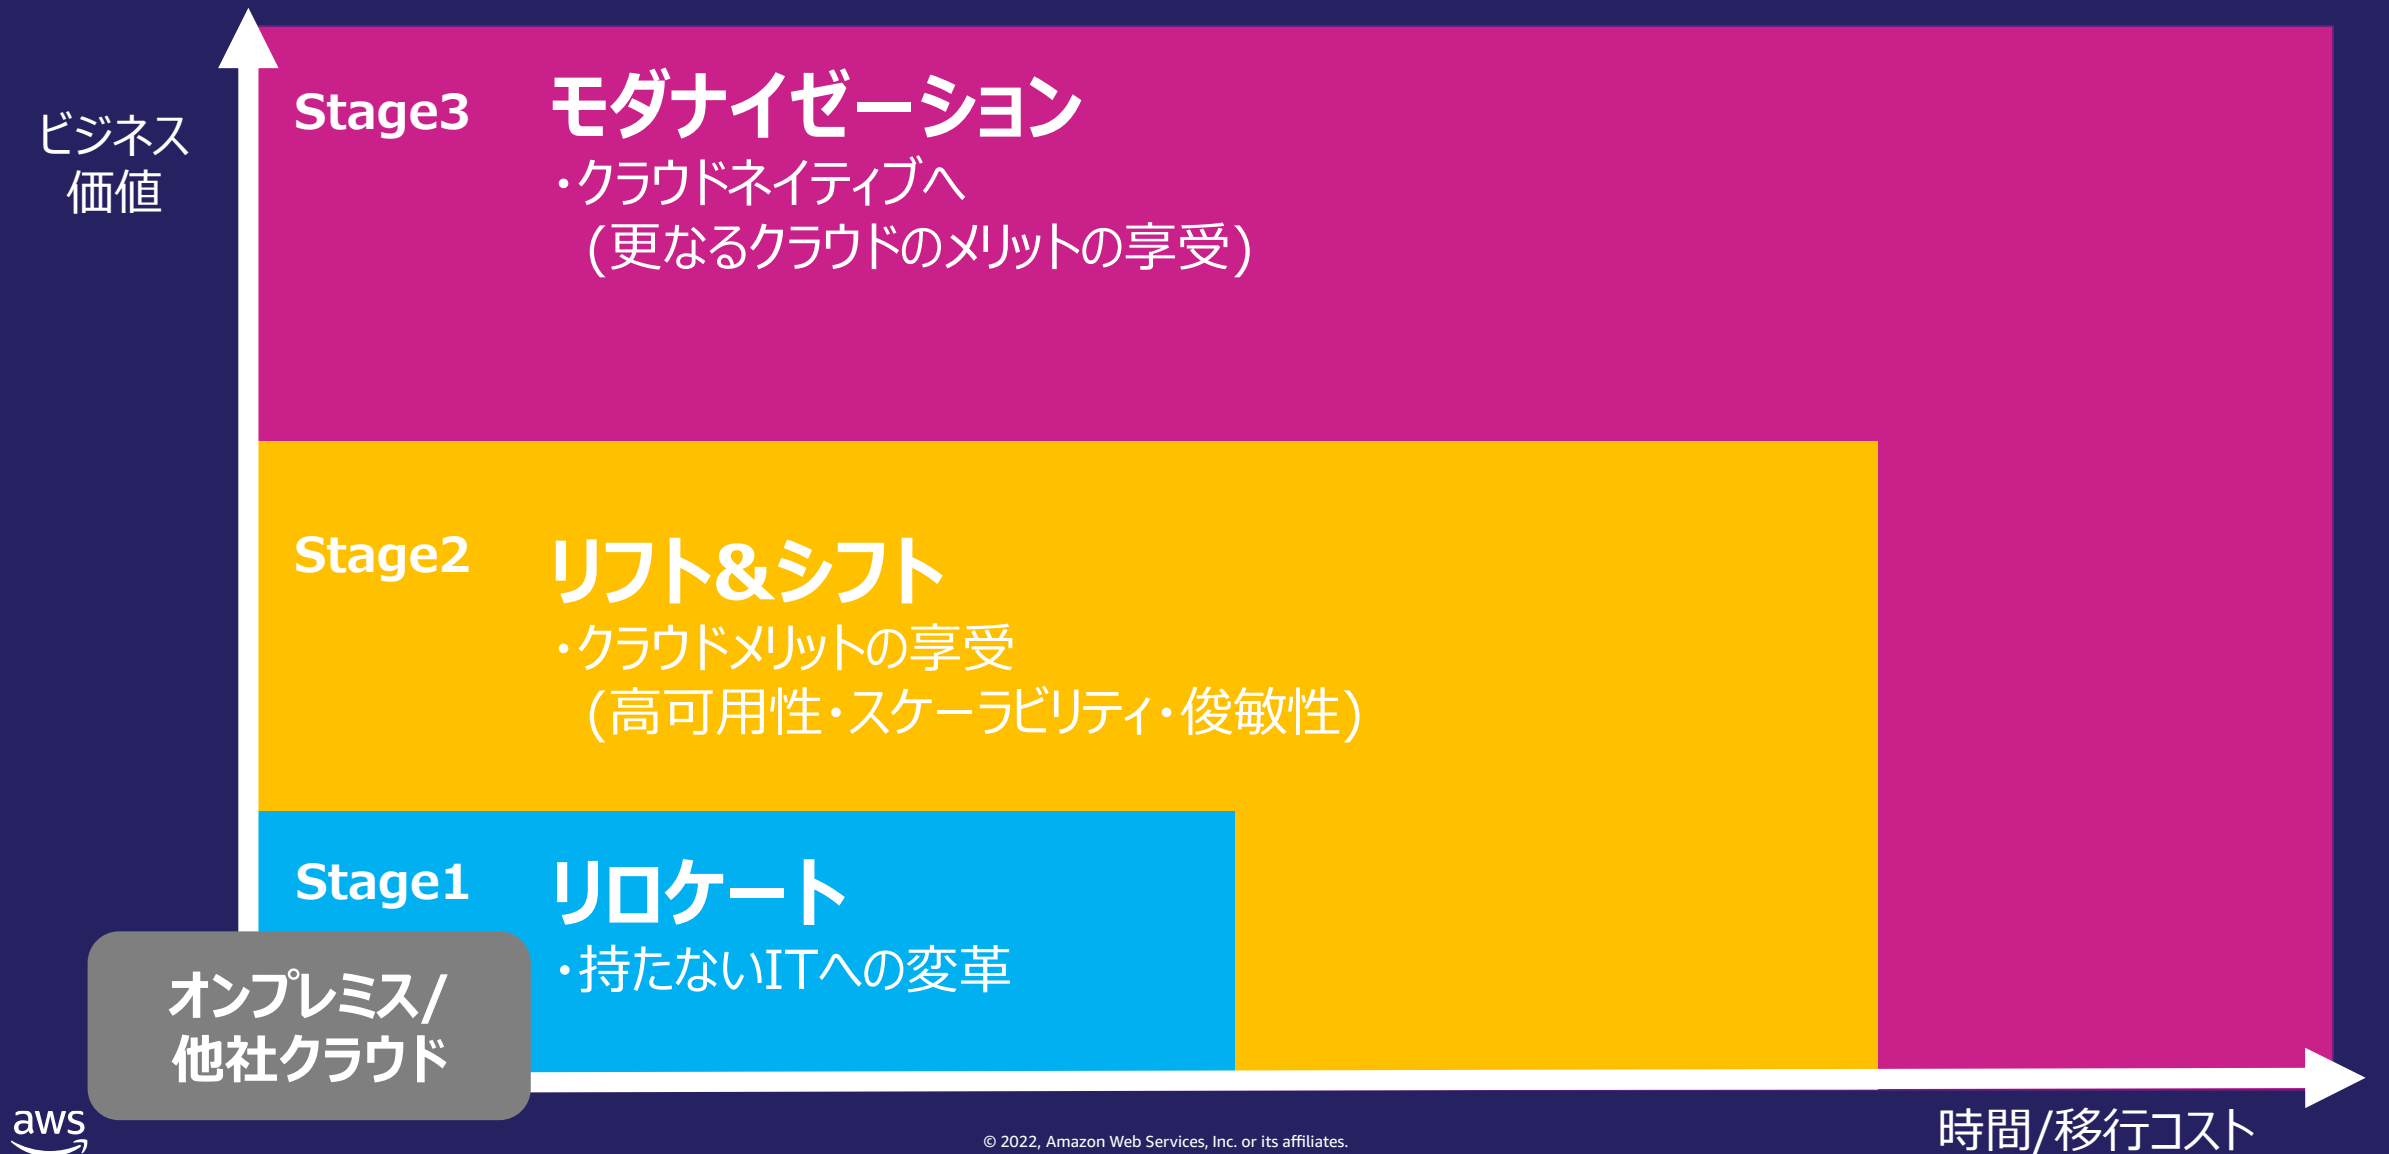 ビジネス
価値
Stage3
モダナイゼーション
・クラウドネイティブへ
(更なるクラウドのメリットの享受)
Stage2
リフト&シフト
・クラウドメリットの享受
(高可用性・スケーラビリティ・俊敏性)
Stage1
リロケート
・持たないITへの変革
オンプレミス/
他社クラウド
時間/移行コスト
aws
© 2022, Amazon Web Services, Inc. or its affiliates.